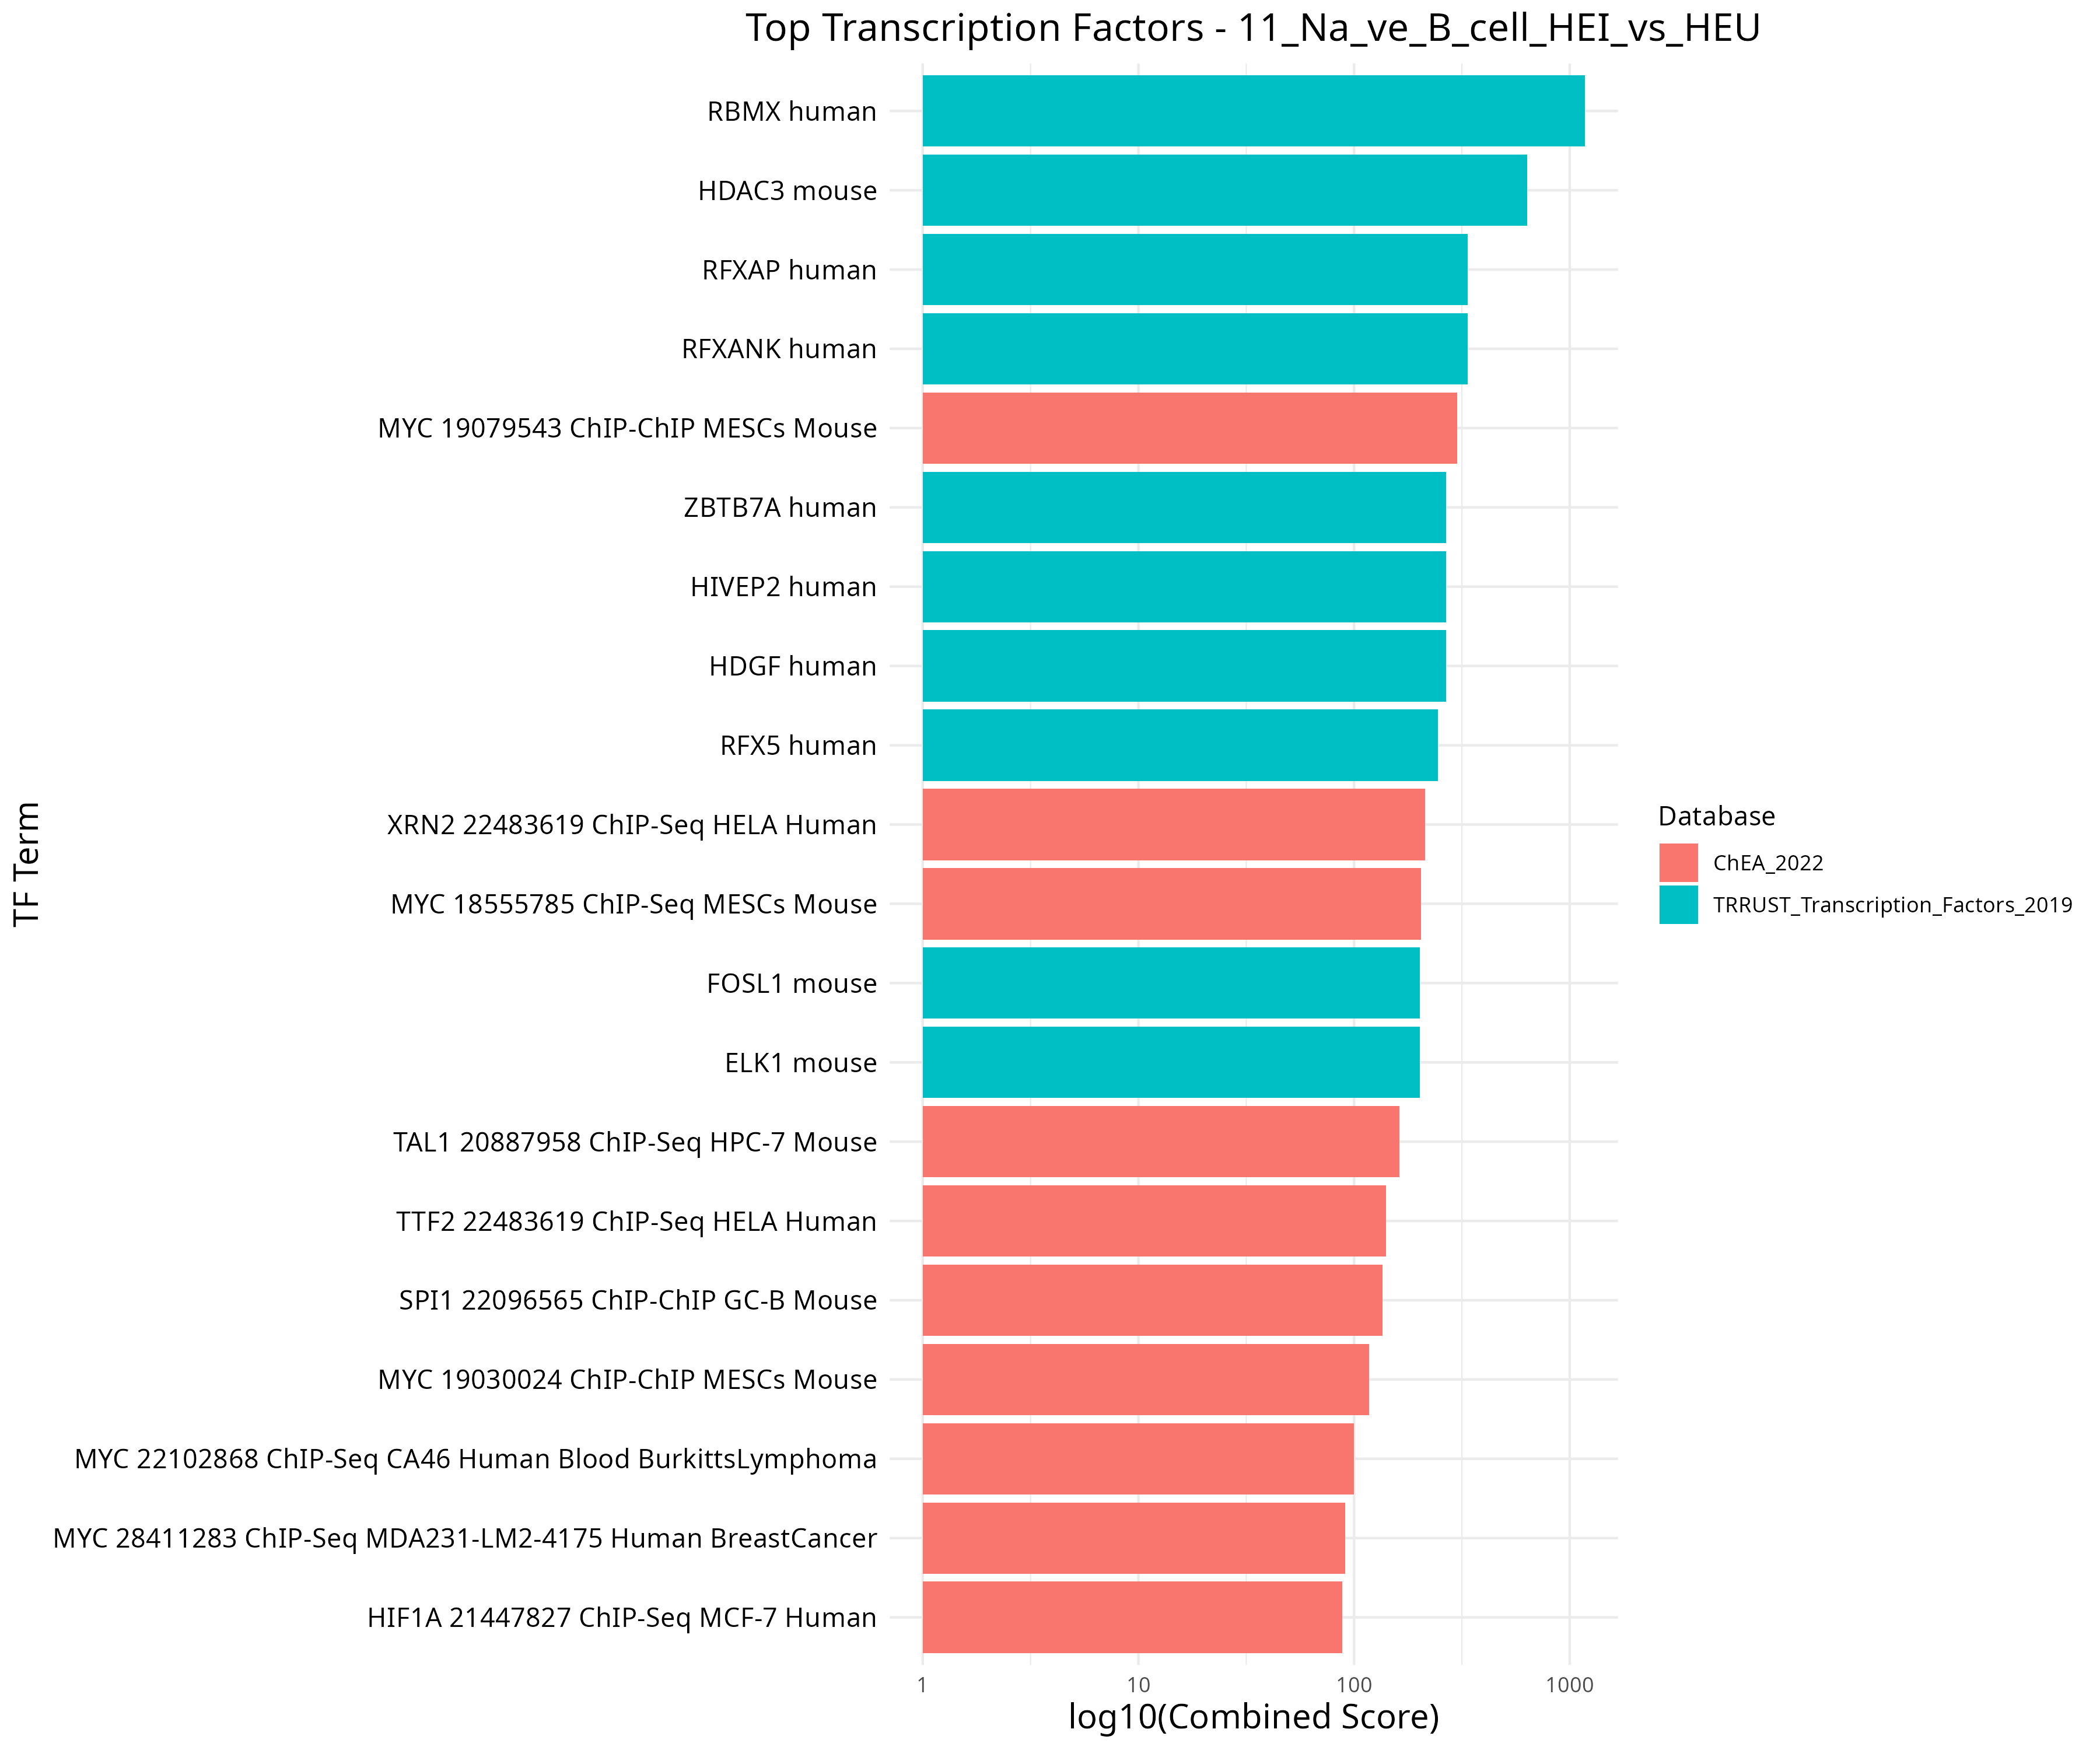 Top Transcription Factors - 11_Na_ve_B_cell_HEI_vs_HEU
TF Term
RBMX human
HDAC3 mouse
RFXAP human
RFXANK human
MYC 19079543 ChIP-ChIP MESCs Mouse
ZBTB7A human
HIVEP2 human
HDGF human
RFX5 human
XRN2 22483619 ChIP-Seq HELA Human
MYC 18555785 ChIP-Seq MESCs Mouse
FOSL1 mouse
ELK1 mouse
TAL1 20887958 ChIP-Seq HPC-7 Mouse
TTF2 22483619 ChIP-Seq HELA Human
SPI1 22096565 ChIP-ChIP GC-B Mouse
MYC 19030024 ChIP-ChIP MESCs Mouse
MYC 22102868 ChIP-Seq CA46 Human Blood BurkittsLymphoma
MYC 28411283 ChIP-Seq MDA231-LM2-4175 Human BreastCancer
HIF1A 21447827 ChIP-Seq MCF-7 Human
1 10 100 1000
log10(Combined Score)
Database
ChEA_2022
TRRUST_Transcription_Factors_2019